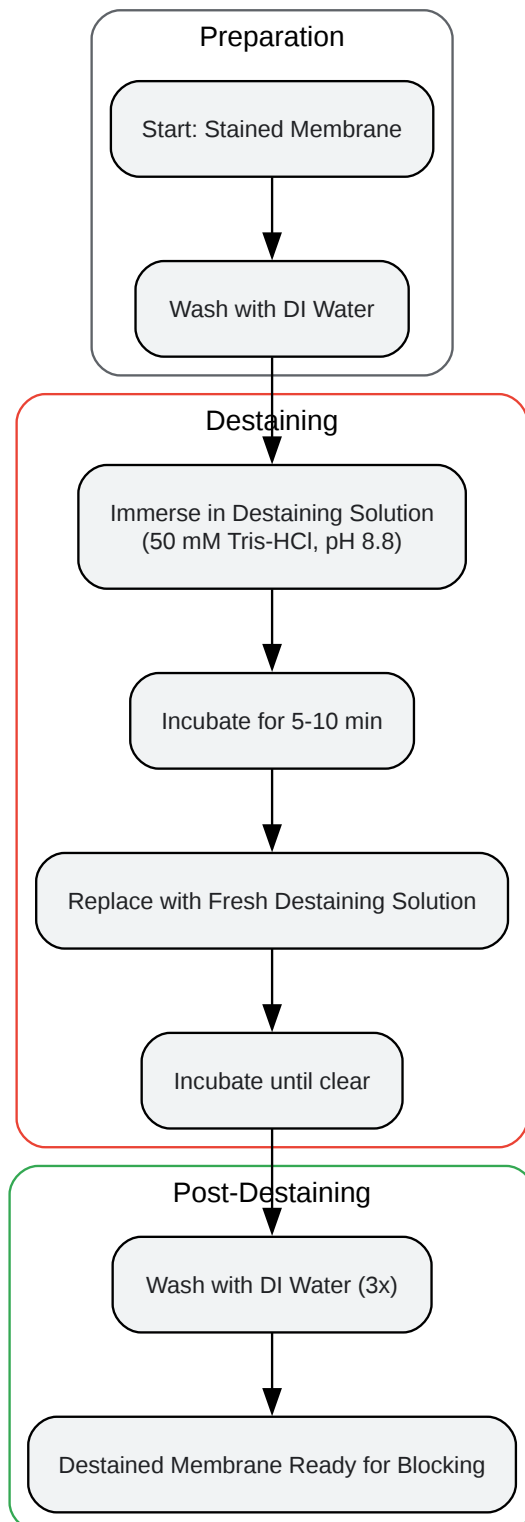 Preparation
Start: Stained Membrane
Wash with DI Water
Destaining
Immerse in Destaining Solution
(50 mM Tris-HCl, pH 8.8)
Incubate for 5-10 min
Replace with Fresh Destaining Solution
Incubate until clear
Post-Destaining
Wash with DI Water (3x)
Destained Membrane Ready for Blocking